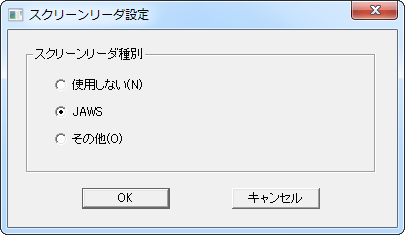 スクリーンリーダ設定
スクリーンリーダ種別
使用しない(N)
JAWS
その他(O)
OK
キャンセル